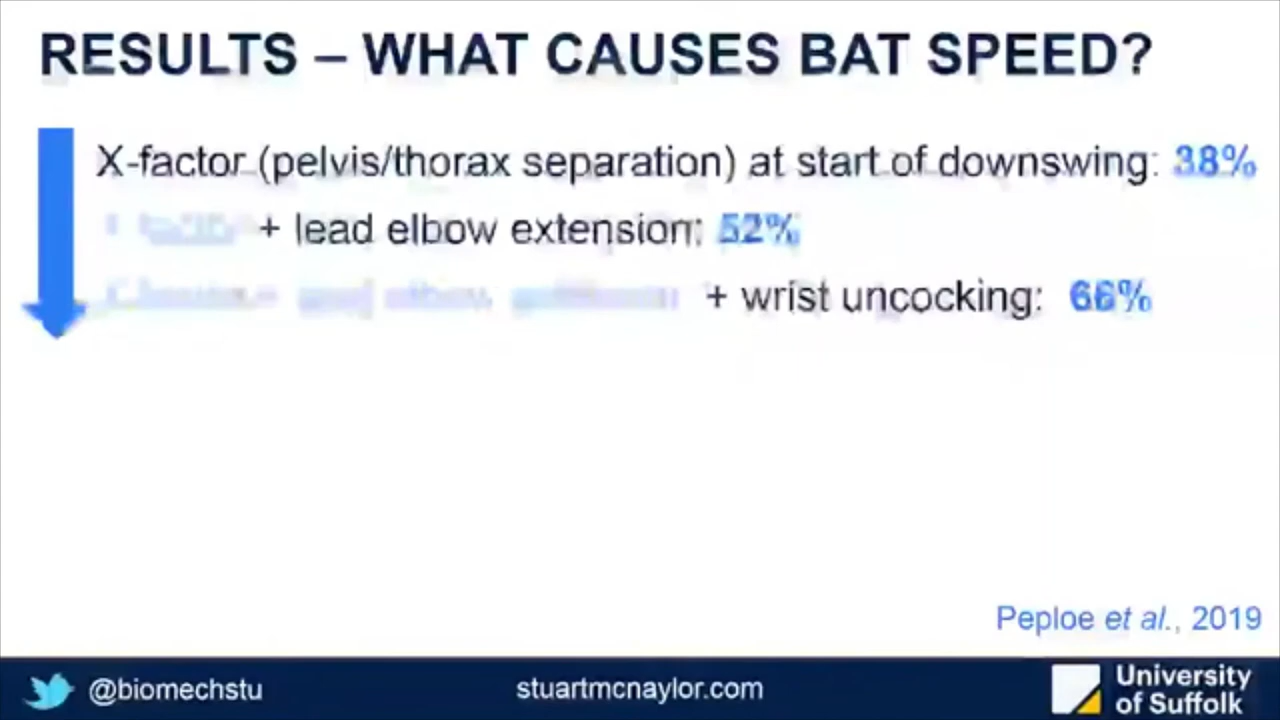 RESULTS – WHAT CAUSES BAT SPEED?
X-factor (pelvis/thorax separation) at start of downswing: 38%
+ lead elbow extension: 52%
+ wrist uncocking: 66%
Peploe et al., 2019
@biomechstu
stuartmcnaylor.com
University
of Suffolk